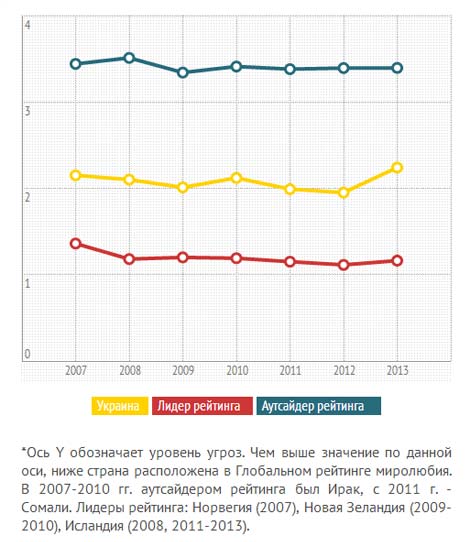 4
3
2
1
0
2007 2008 2009 2010 2011 2012 2013
Украина Лидер рейтинга Аутсайдер рейтинга
*Ось Y обозначает уровень угроз. Чем выше значение по данной
оси, ниже страна расположена в Глобальном рейтинге миролюбия.
В 2007-2010 гг. аутсайдером рейтинга был Ирак, с 2011 г. -
Сомали. Лидеры рейтинга: Норвегия (2007), Новая Зеландия (2009-
2010), Исландия (2008, 2011-2013).